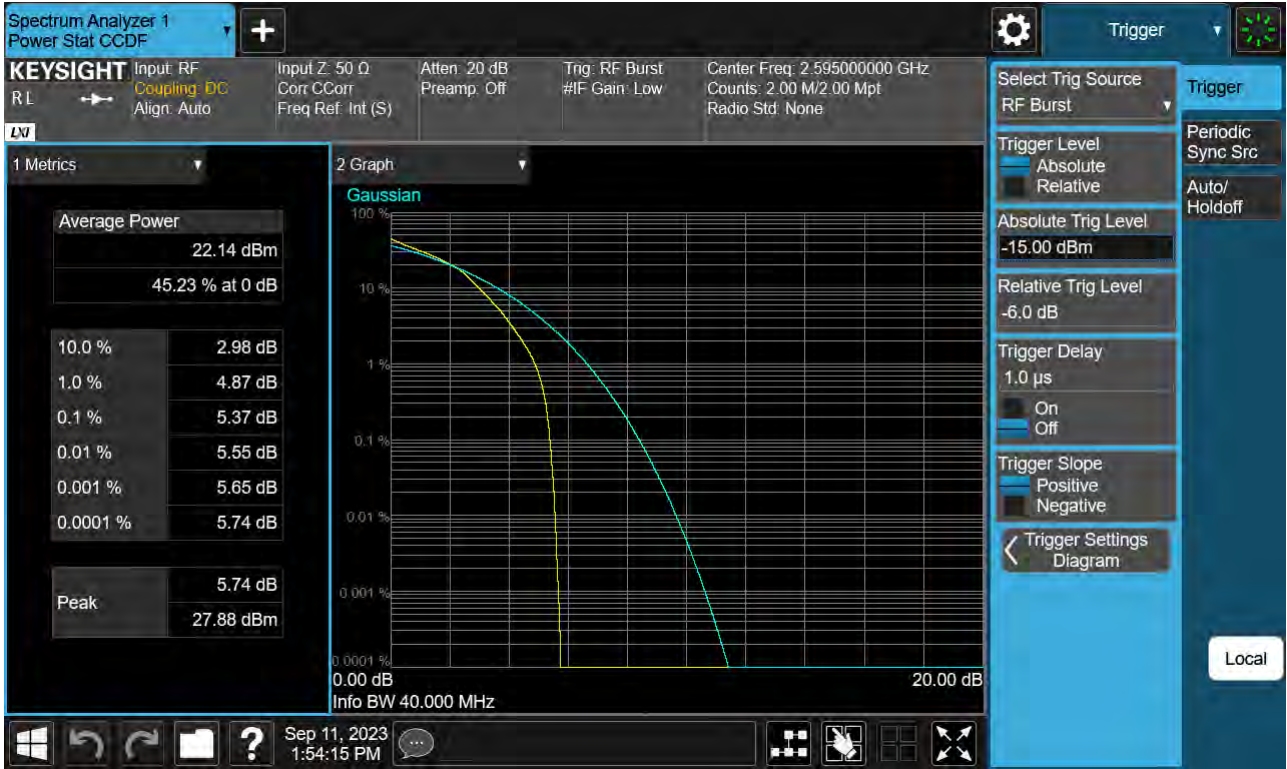 Spectrum Analyzer 1
Power Stat CCDF
Trigger
KEYSIGHT
RL
LXI
Input: RF
Coupling: DC
Align: Auto
Input Z: 50 Ω
Corr CCorr
Freq Ref: Int (S)
Atten: 20 dB
Preamp: Off
Trig: RF Burst
#IF Gain: Low
Center Freq: 2.595000000 GHz
Counts: 2.00 M/2.00 Mpt
Radio Std: None
1 Metrics
Average Power
22.14 dBm
45.23 % at 0 dB
10.0 % 2.98 dB
1.0 % 4.87 dB
0.1 % 5.37 dB
0.01 % 5.55 dB
0.001 % 5.65 dB
0.0001 % 5.74 dB
Peak
5.74 dB
27.88 dBm
2 Graph
Gaussian
100 %
10 %
1 %
0.1 %
0.01 %
0.001 %
0.0001 %
0.00 dB
20.00 dB
Info BW 40.000 MHz
Select Trig Source
RF Burst
Trigger Level
Absolute
Relative
Absolute Trig Level
-15.00 dBm
Relative Trig Level
-6.0 dB
Trigger Delay
1.0 µs
On
Off
Trigger Slope
Positive
Negative
Trigger Settings
Diagram
Trigger
Periodic
Sync Src
Auto/
Holdoff
Local
?
Sep 11, 2023
1:54:15 PM